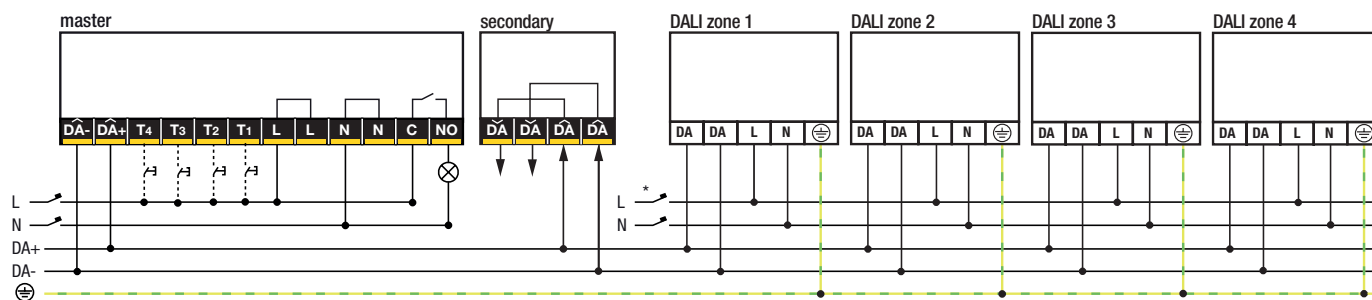 master secondary DALI zone 1 DALI zone 2 DALI zone 3 DALI zone 4
DA- DA+ T4 T3 T2 T1 L L N N C NO DA DA DA DA DA DA L N DA DA L N DA DA L N DA DA L N
L L *
N N
DA+
DA-